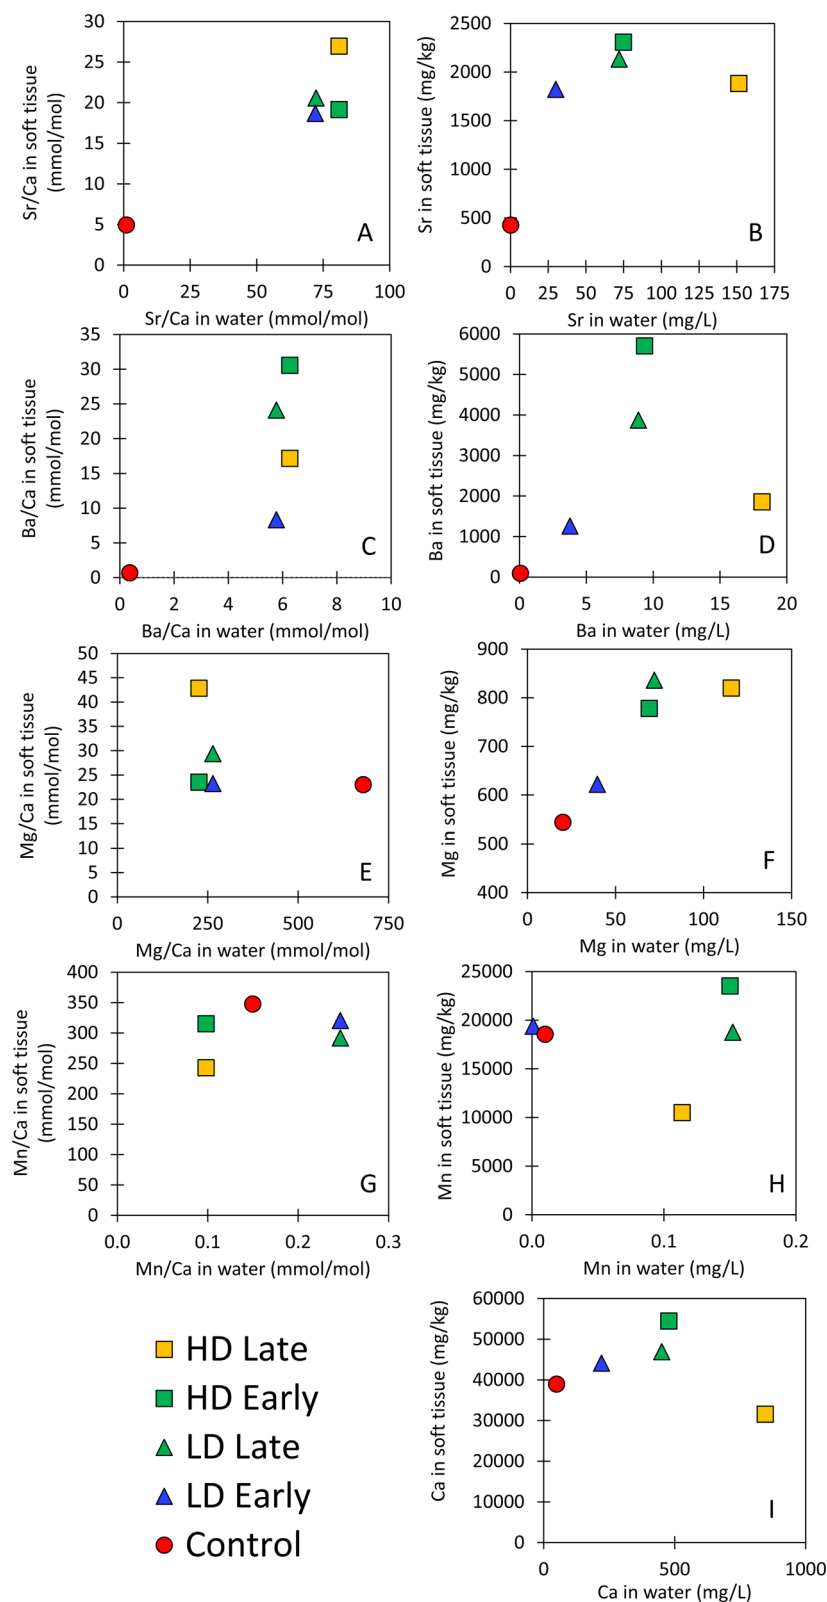 30
25
20
15
10
5
0
Sr/Ca in soft tissue
(mmol/mol)
A
0 25 50 75 100
Sr/Ca in water (mmol/mol)
2500
2000
1500
1000
500
0
Sr in soft tissue (mg/kg)
B
0 25 50 75 100 125 150 175
Sr in water (mg/L)
35
30
25
20
15
10
5
0
Ba/Ca in soft tissue
(mmol/mol)
C
0 2 4 6 8 10
Ba/Ca in water (mmol/mol)
6000
5000
4000
3000
2000
1000
0
Ba in soft tissue (mg/kg)
D
0 5 10 15 20
Ba in water (mg/L)
50
45
40
35
30
25
20
15
10
5
0
Mg/Ca in soft tissue
(mmol/mol)
E
0 250 500 750
Mg/Ca in water (mmol/mol)
900
800
700
600
500
400
Mg in soft tissue (mg/kg)
F
0 50 100 150
Mg in water (mg/L)
400
350
300
250
200
150
100
50
0
Mn/Ca in soft tissue
(mmol/mol)
G
0.0 0.1 0.2 0.3
Mn/Ca in water (mmol/mol)
25000
20000
15000
10000
5000
0
Mn in soft tissue (mg/kg)
H
0.0 0.1 0.2
Mn in water (mg/L)
HD Late
HD Early
LD Late
LD Early
Control
60000
50000
40000
30000
20000
10000
0
Ca in soft tissue (mg/kg)
I
0 500 1000
Ca in water (mg/L)